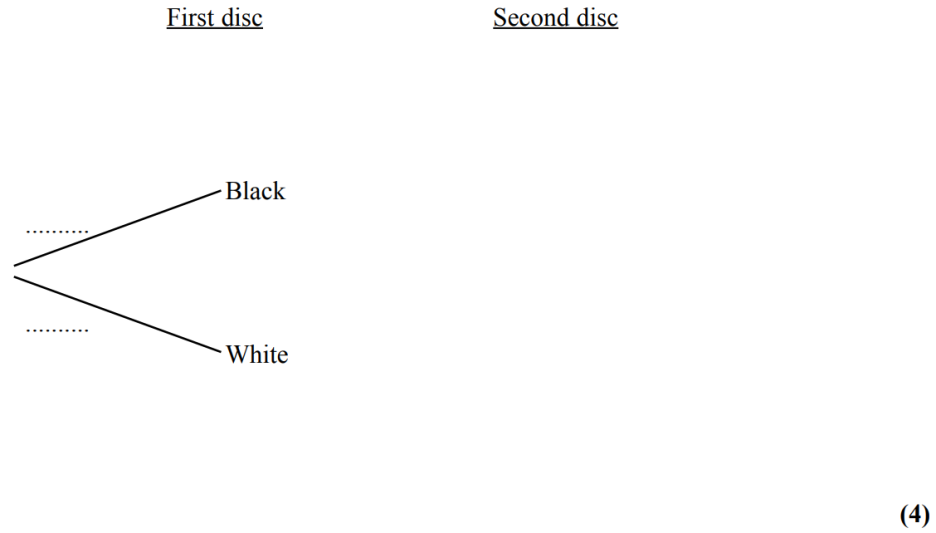 First disc Second disc
Black
..........
..........
White
(4)